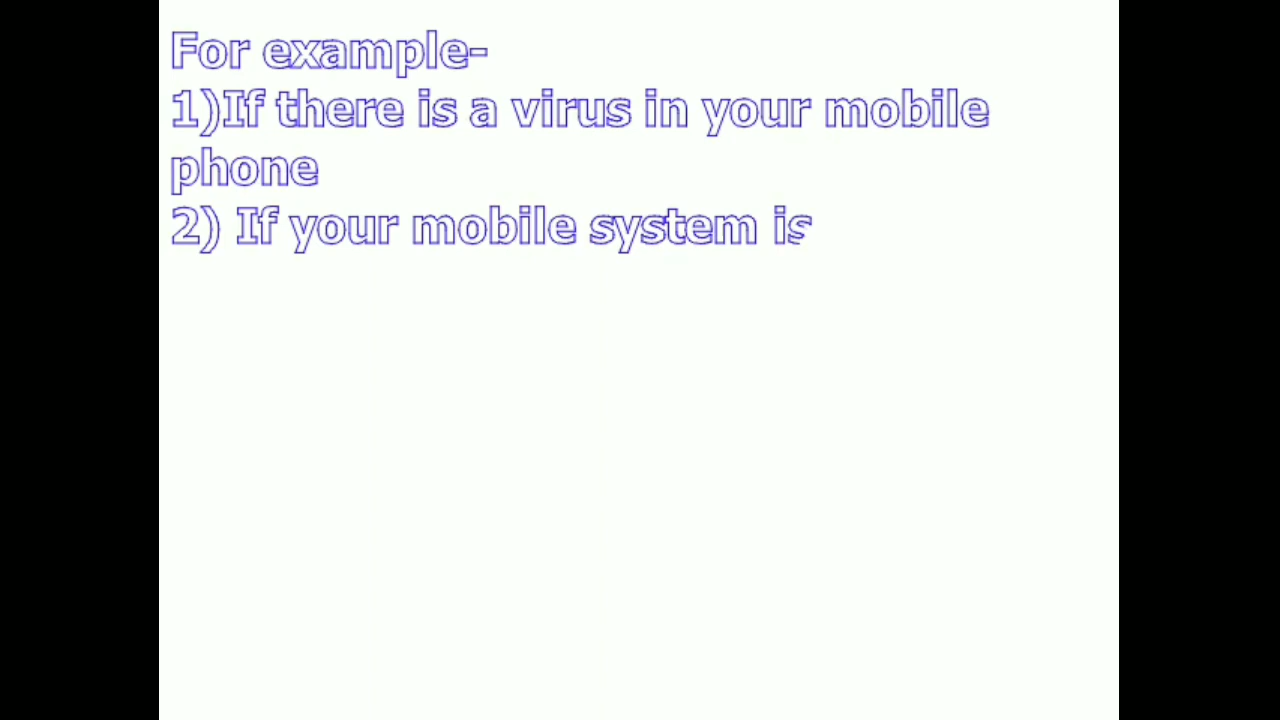 For example-
1)If there is a virus in your mobile
phone
2) If your mobile system is